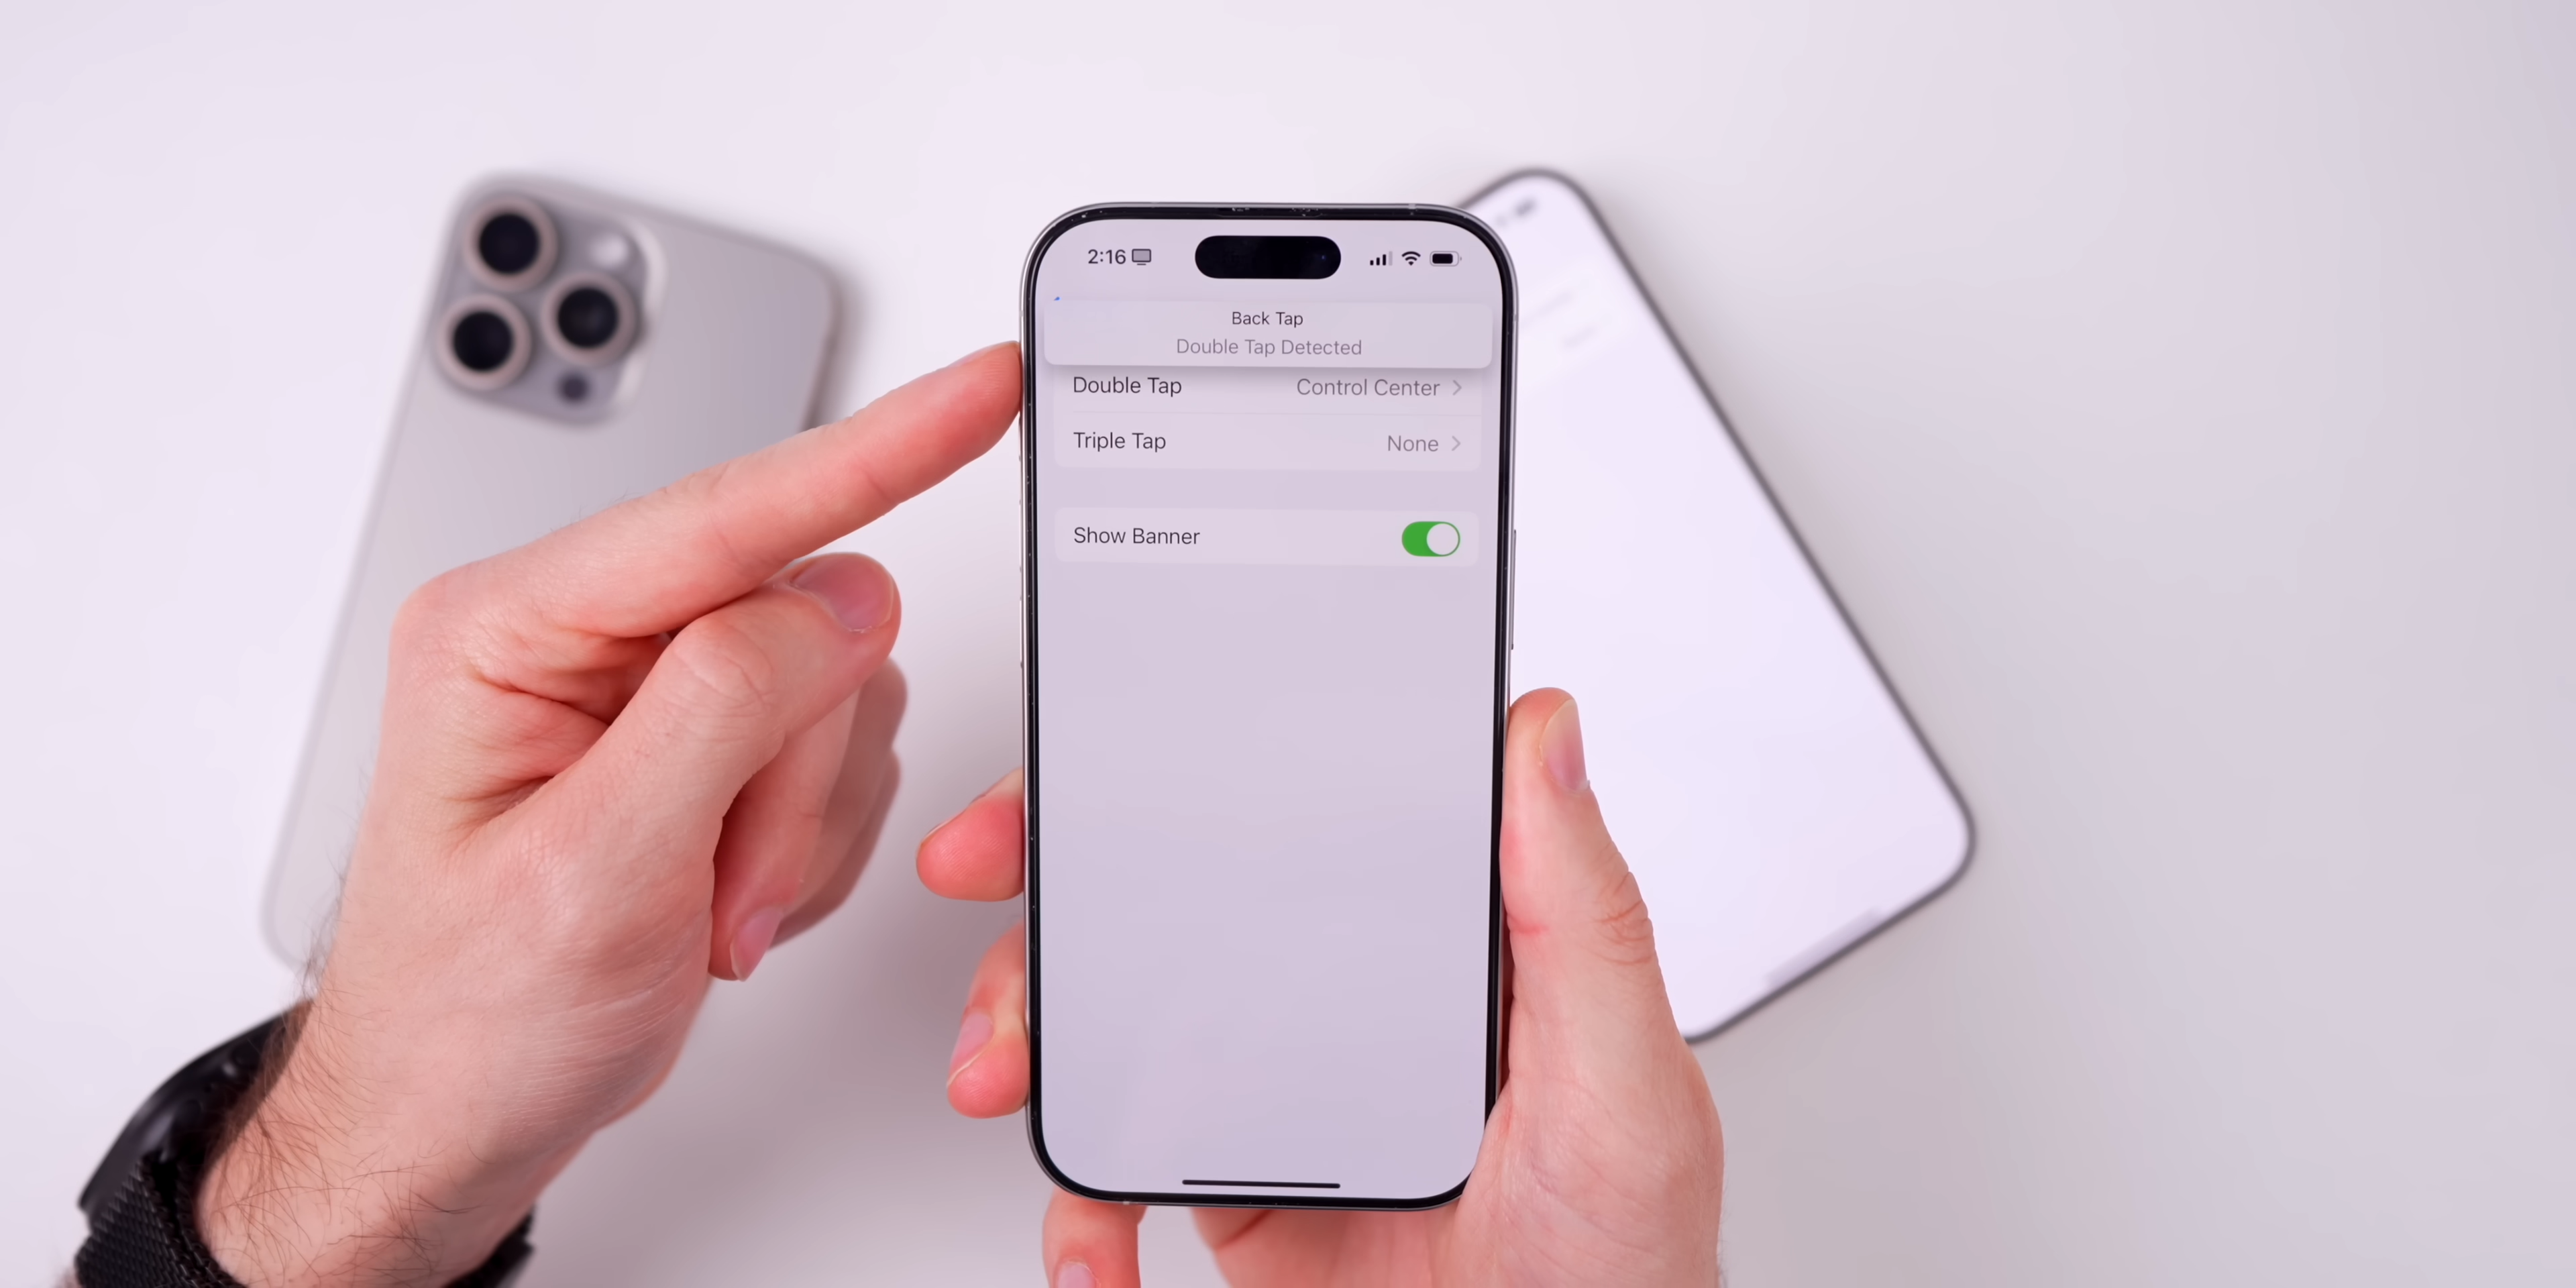 2:16
Back Tap
Double Tap Detected
Double Tap Control Center
Triple Tap None
Show Banner